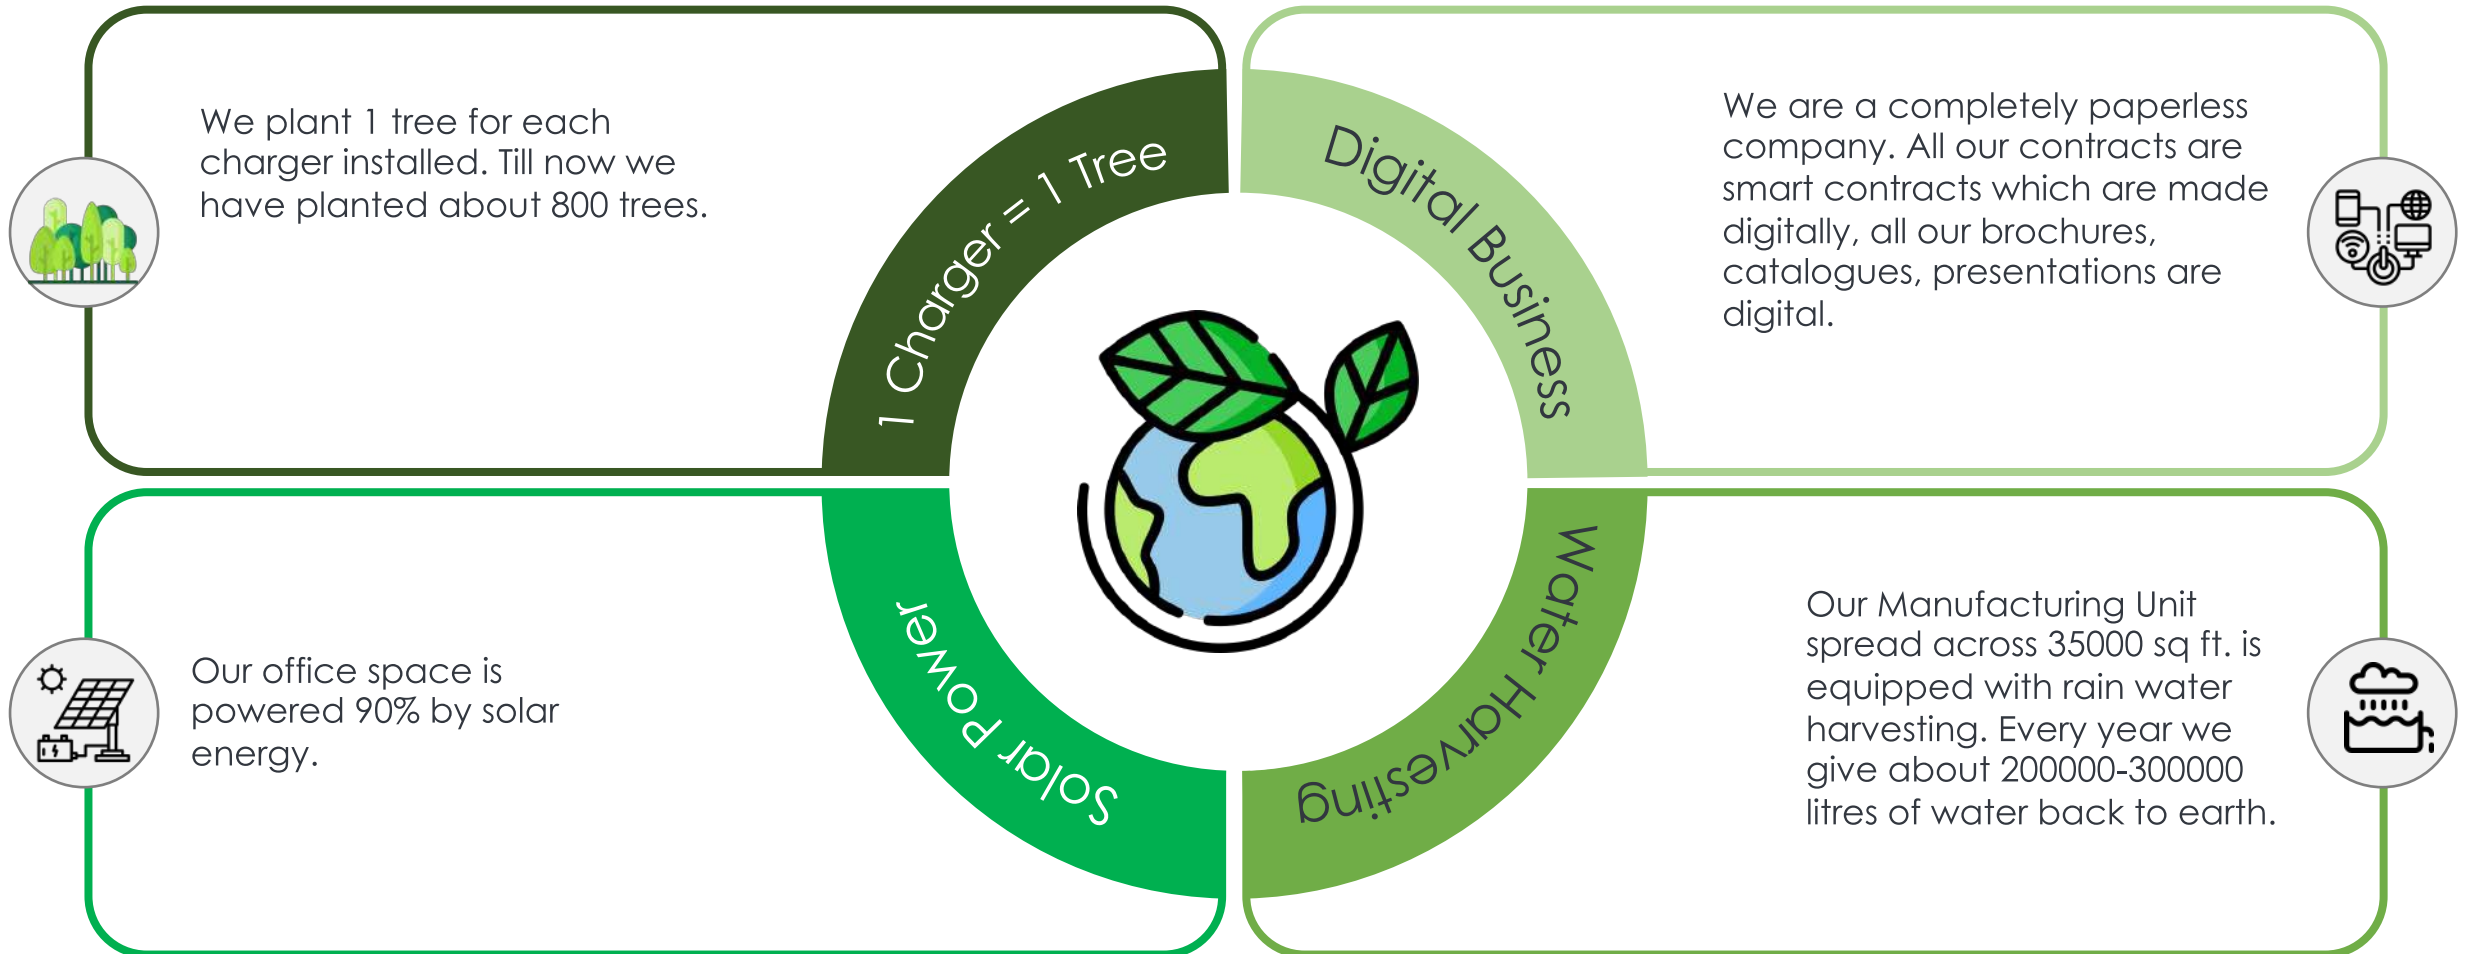 We plant 1 tree for each
charger installed. Till now we
have planted about 800 trees.
1 Charger = 1 Tree
Digital Business
We are a completely paperless
company. All our contracts are
smart contracts which are made
digitally, all our brochures,
catalogues, presentations are
digital.
Our office space is
powered 90% by solar
energy.
Solar Power
Water Harvesting
Our Manufacturing Unit
spread across 35000 sq ft. is
equipped with rain water
harvesting. Every year we
give about 200000-300000
litres of water back to earth.